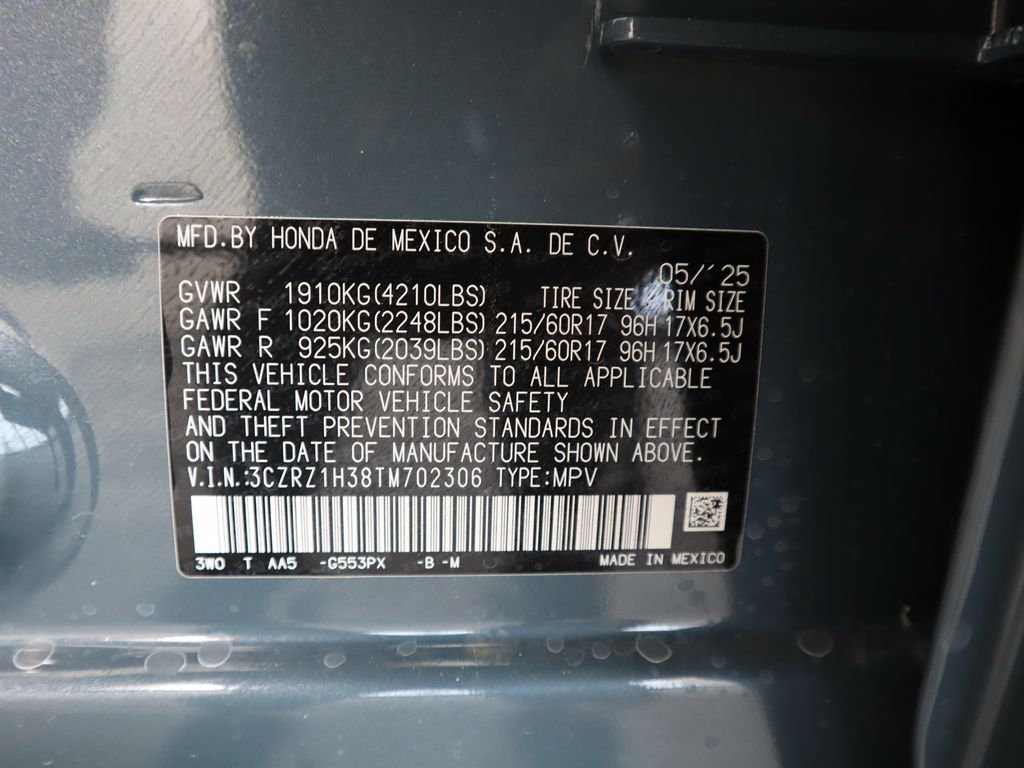 MFD.BY HONDA DE MEXICO S.A. DE C.V.
05/'25
GVWR 1910KG(4210LBS) TIRE SIZE / RIM SIZE
GAWR F 1020KG(2248LBS) 215/60R17 96H 17X6.5J
GAWR R 925KG(2039LBS) 215/60R17 96H 17X6.5J
THIS VEHICLE CONFORMS TO ALL APPLICABLE
FEDERAL MOTOR VEHICLE SAFETY
AND THEFT PREVENTION STANDARDS IN EFFECT
ON THE DATE OF MANUFACTURE SHOWN ABOVE.
V.I.N.:3CZRZ1H38TM702306 TYPE:MPV
3W0 T AA5 -G553PX -B -M MADE IN MEXICO